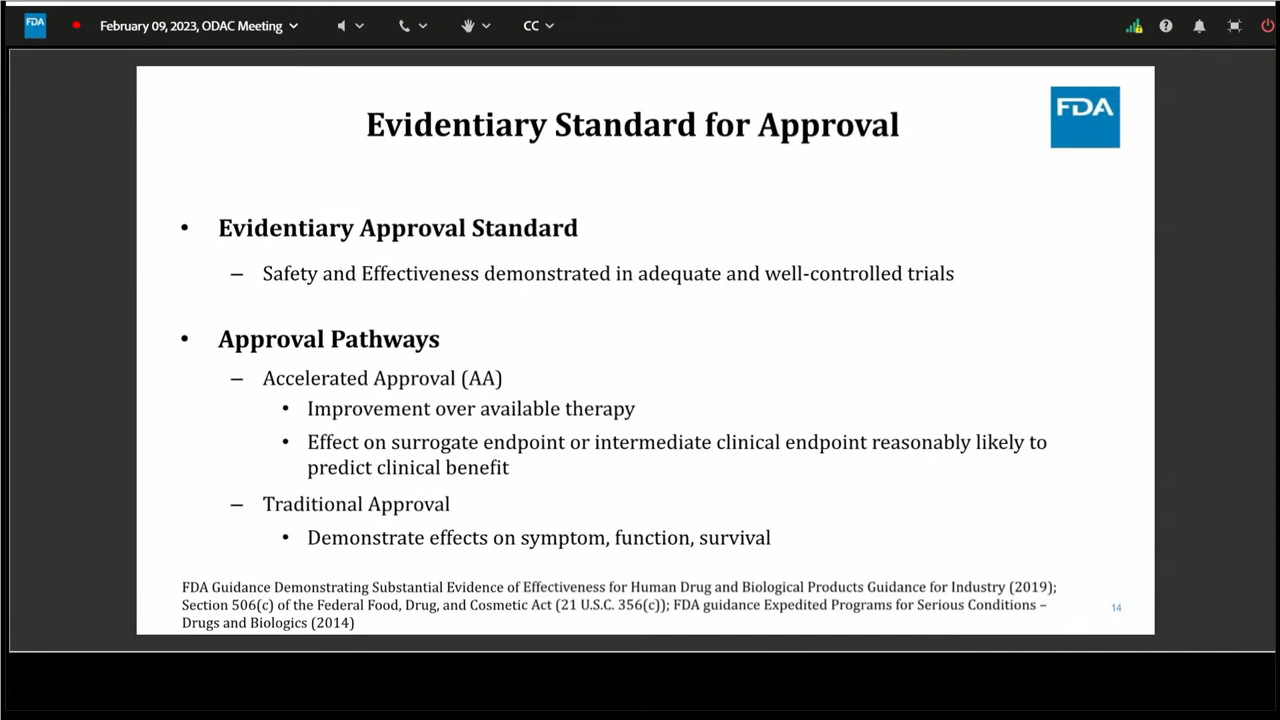 FDA
February 09, 2023, ODAC Meeting
CC
Evidentiary Standard for Approval
FDA
• Evidentiary Approval Standard
– Safety and Effectiveness demonstrated in adequate and well-controlled trials
• Approval Pathways
– Accelerated Approval (AA)
• Improvement over available therapy
• Effect on surrogate endpoint or intermediate clinical endpoint reasonably likely to
predict clinical benefit
– Traditional Approval
• Demonstrate effects on symptom, function, survival
FDA Guidance Demonstrating Substantial Evidence of Effectiveness for Human Drug and Biological Products Guidance for Industry (2019);
Section 506(c) of the Federal Food, Drug, and Cosmetic Act (21 U.S.C. 356(c)); FDA guidance Expedited Programs for Serious Conditions –
Drugs and Biologics (2014)
14